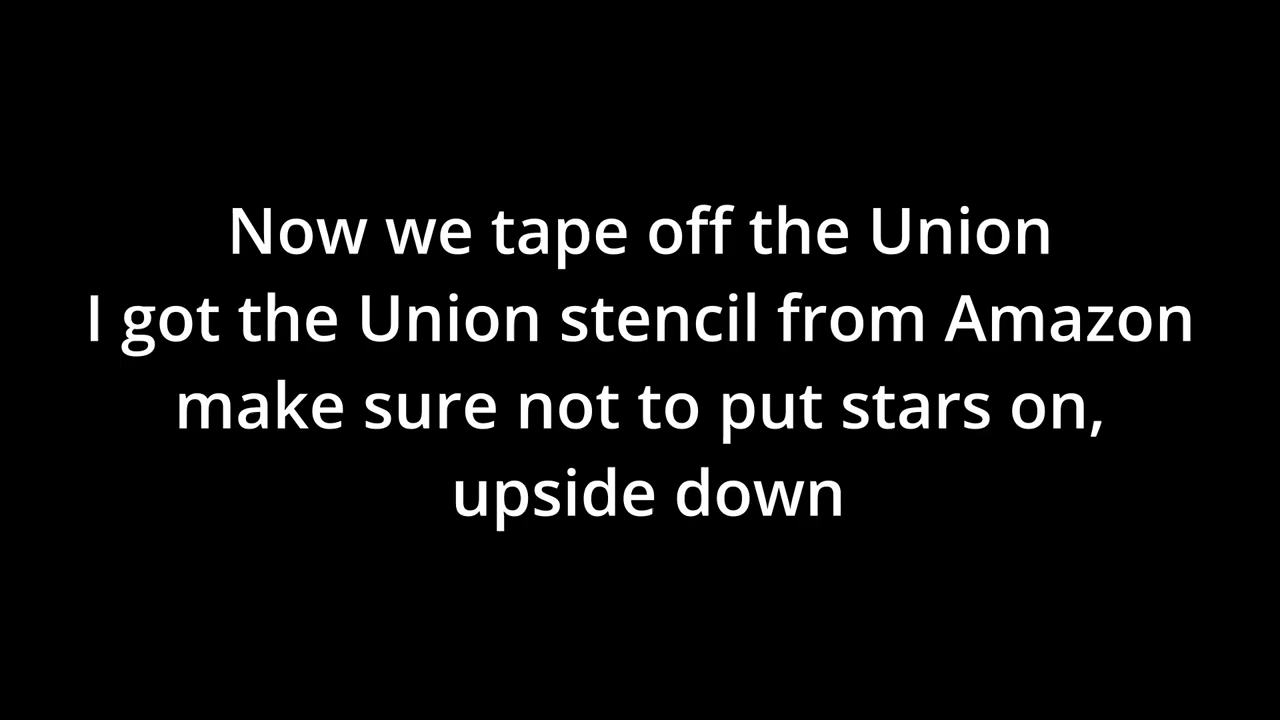 Now we tape off the Union
I got the Union stencil from Amazon
make sure not to put stars on,
upside down